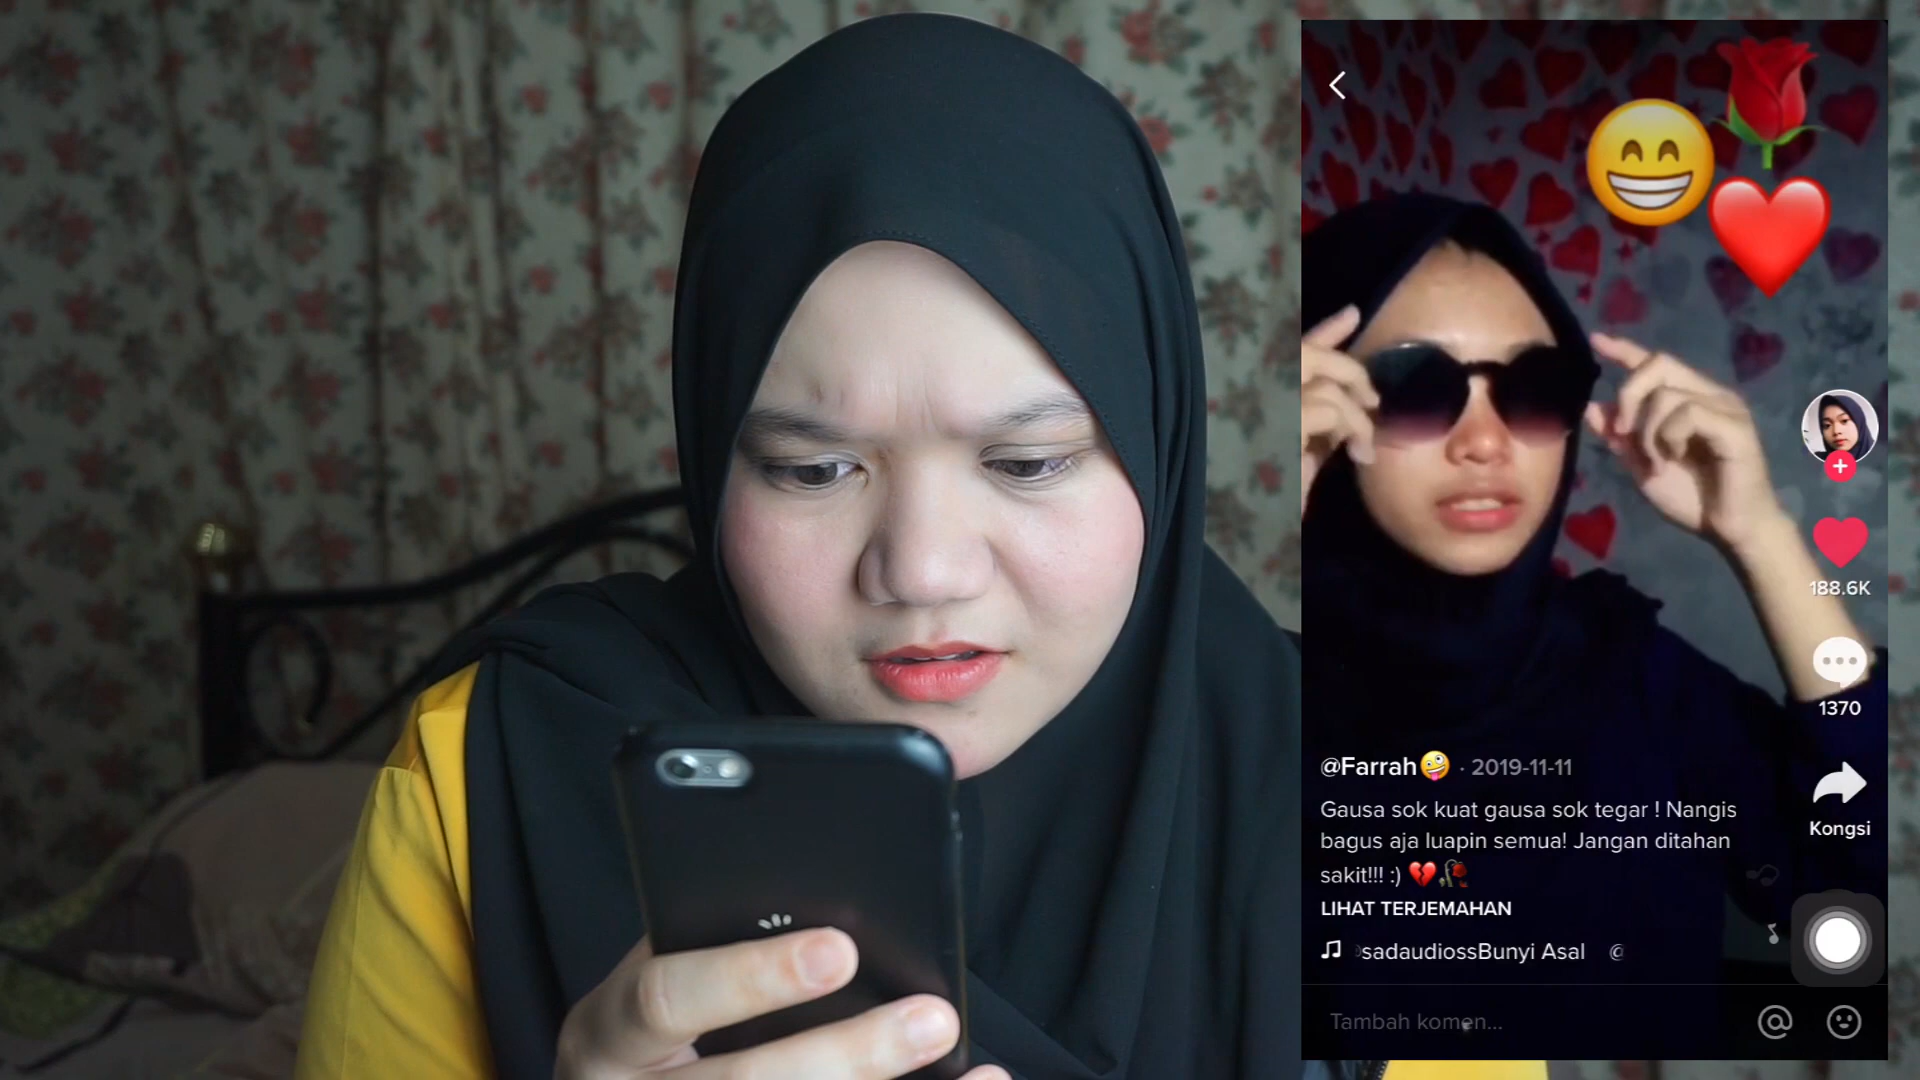 188.6K
1370
@Farrah🤪 · 2019-11-11
Kongsi
Gausa sok kuat gausa sok tegar ! Nangis
bagus aja luapin semua! Jangan ditahan
sakit!!! :) 💔🥀
LIHAT TERJEMAHAN
sadaudiossBunyi Asal @
Tambah komen...
@